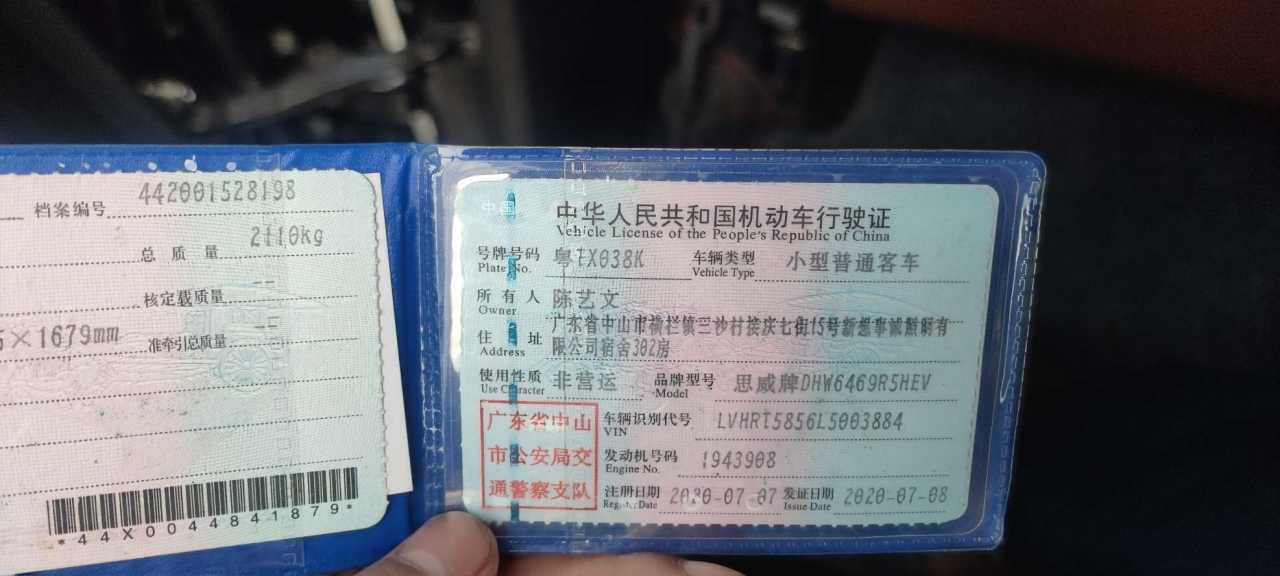 档案编号 442001528198
总质量 2110kg
核定载质量 --
5×1679mm 准牵引总质量 --
*44X0044841879*
中国
中华人民共和国机动车行驶证
Vehicle License of the People's Republic of China
号牌号码 粤TX038K 车辆类型 小型普通客车
Plate No. Vehicle Type
所有人 陈艺文
Owner
住址 广东省中山市横栏镇三沙村接庆七街15号新想事诚 有
Address 限公司宿舍302房
使用性质 非营运 品牌型号 思威牌DHW6469R5HEV
Use Character Model
广东省中山
市公安局交
通警察支队
车辆识别代号 LVHRT5856L5003884
VIN
发动机号码 1943908
Engine No.
注册日期 2020-07-07 发证日期 2020-07-08
Register Date Issue Date